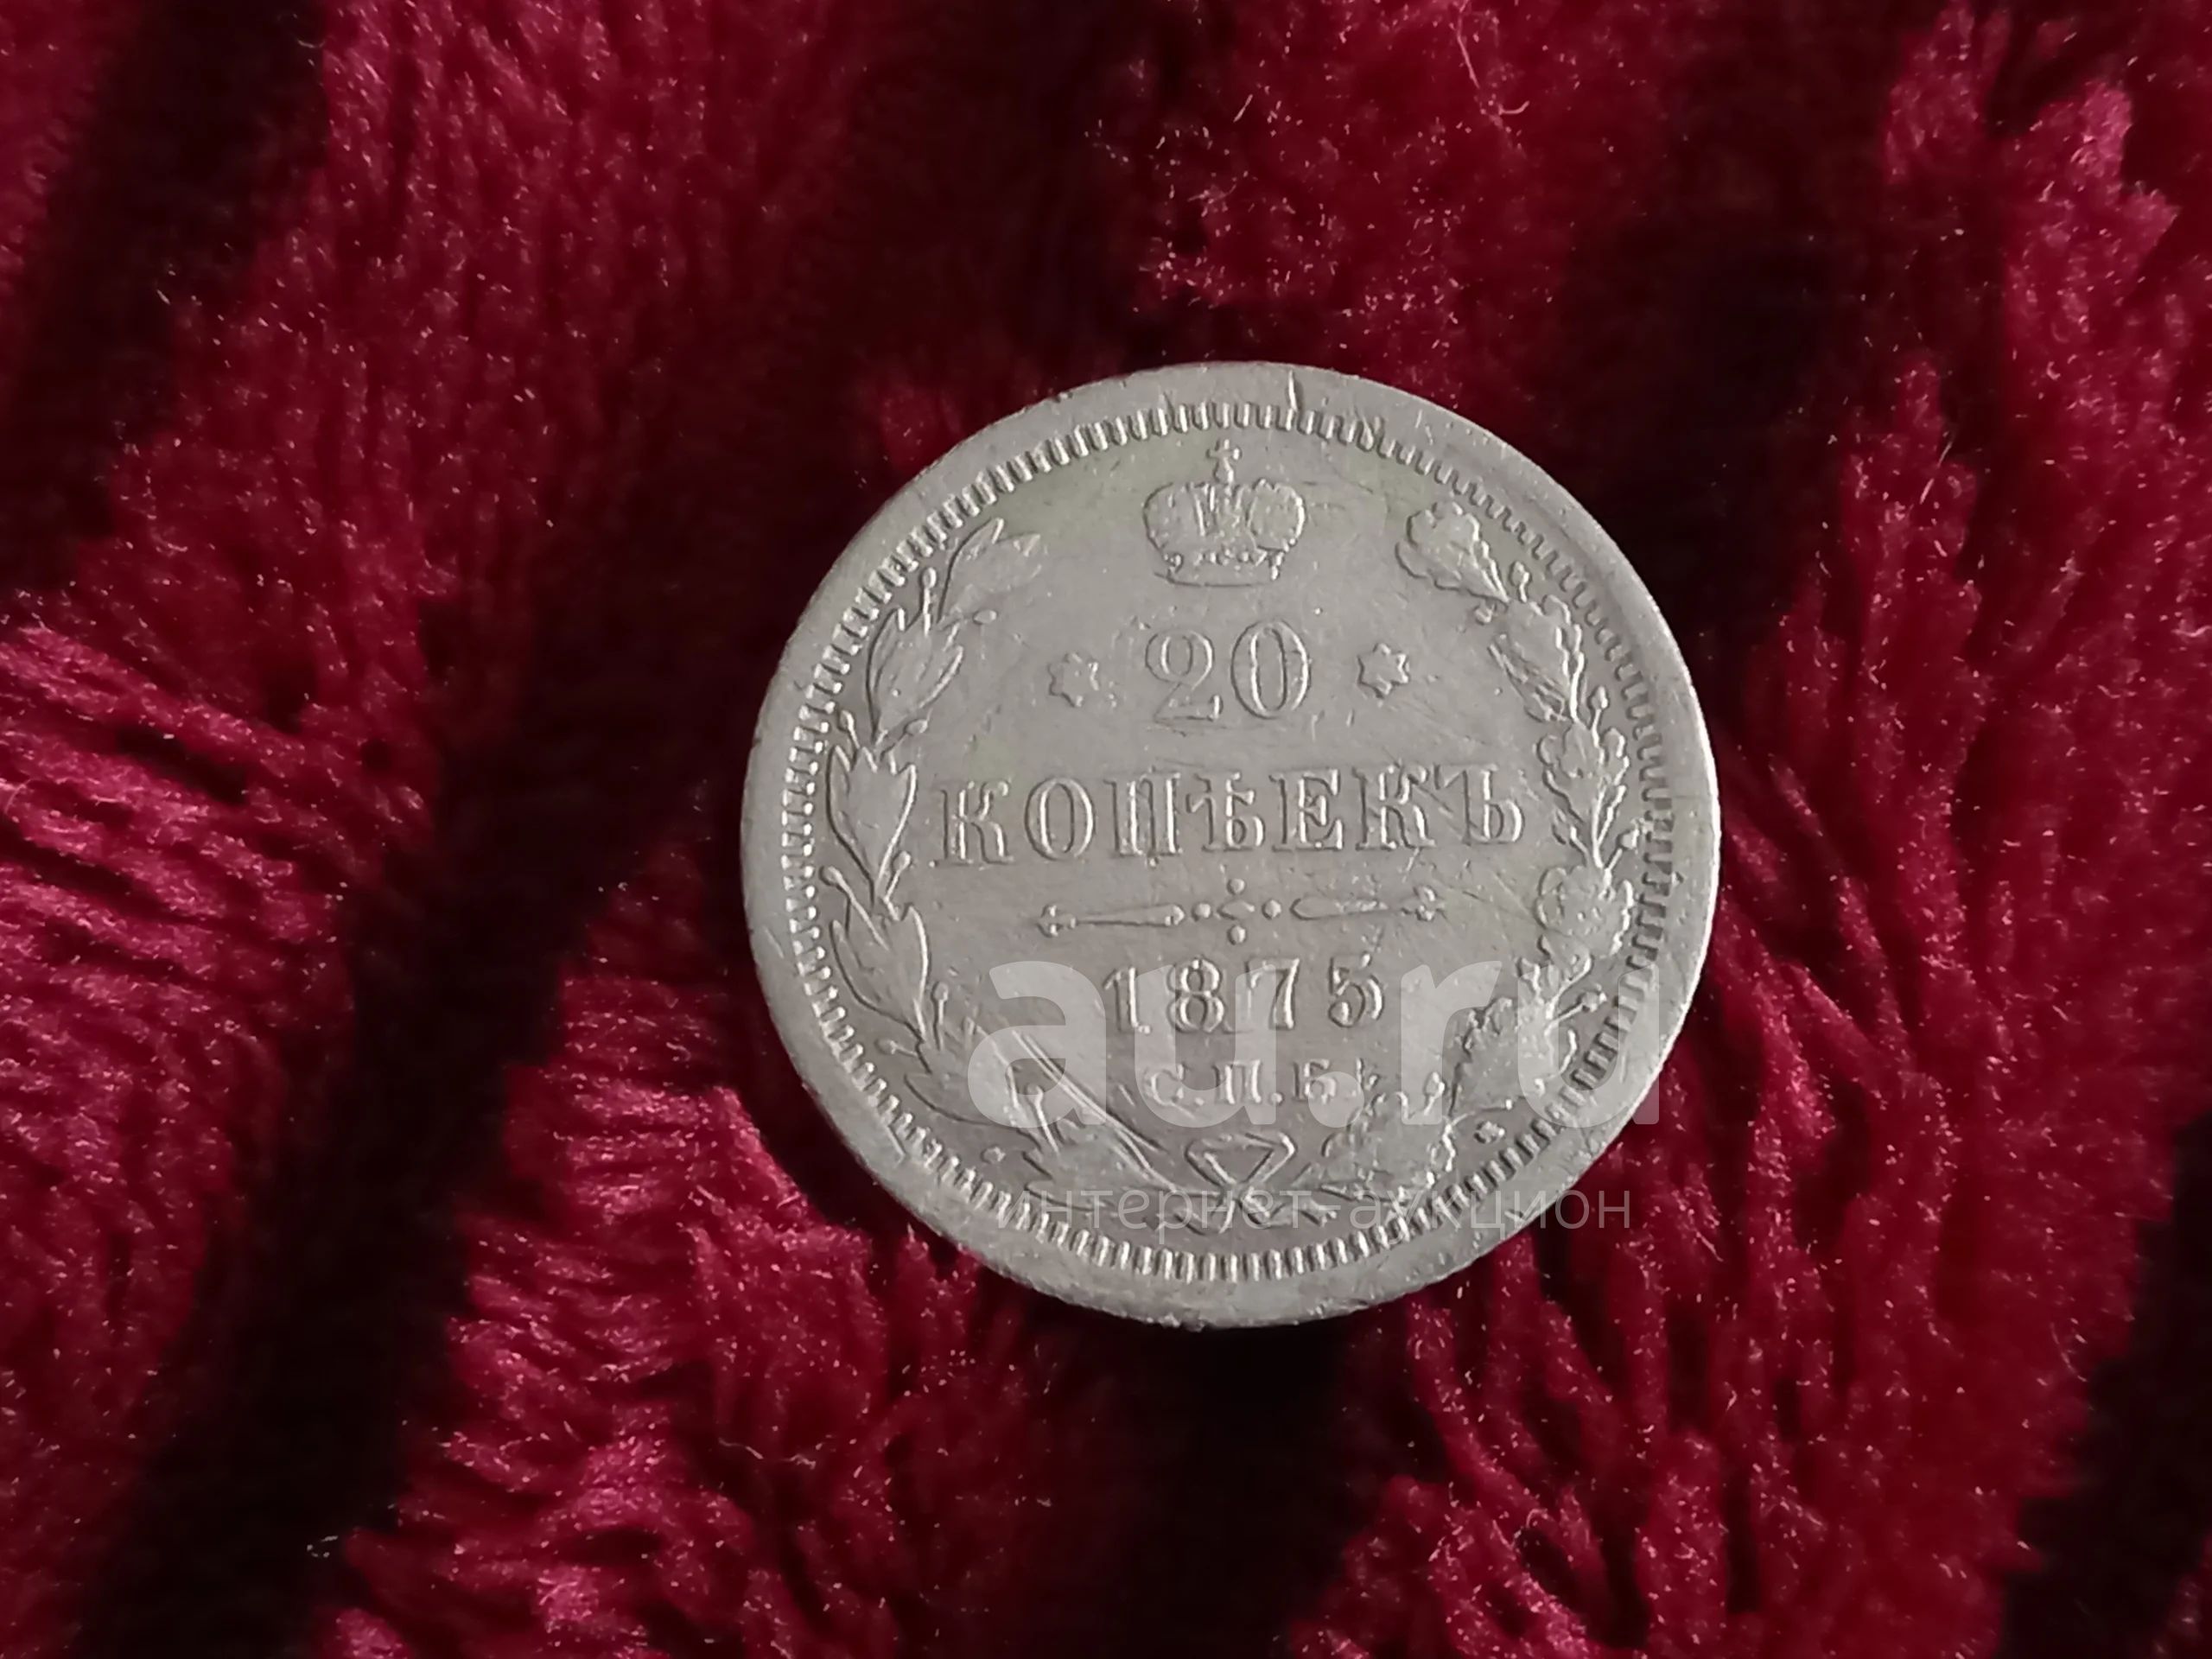 20
КОПѢЕКЪ
1875
С.П.Б.
au.ru
интернет-аукцион